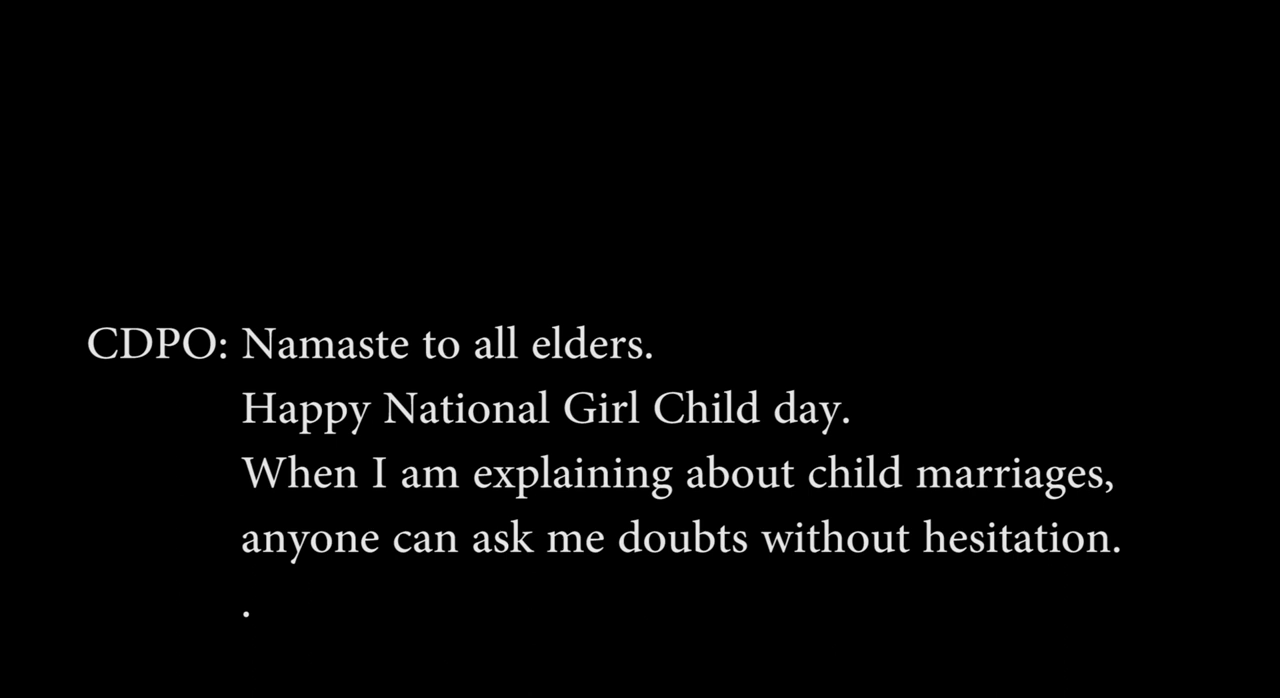 CDPO: Namaste to all elders.
Happy National Girl Child day.
When I am explaining about child marriages,
anyone can ask me doubts without hesitation.
.